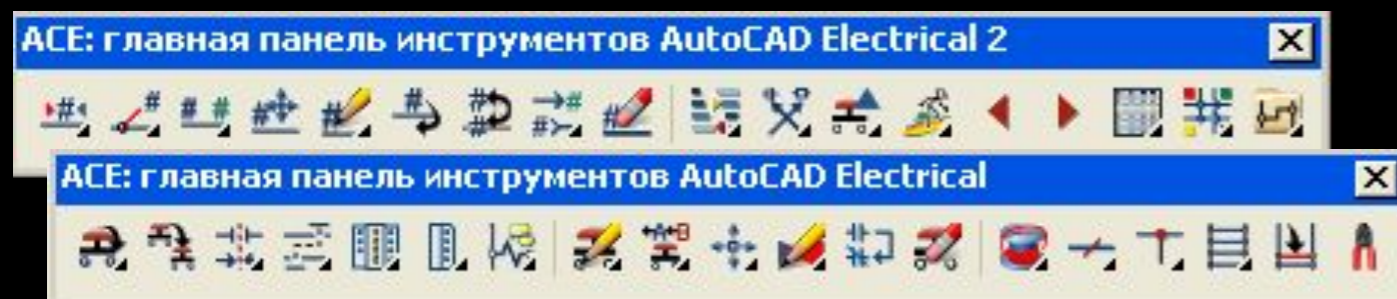 ACE: главная панель инструментов AutoCAD Electrical 2
ACE: главная панель инструментов AutoCAD Electrical